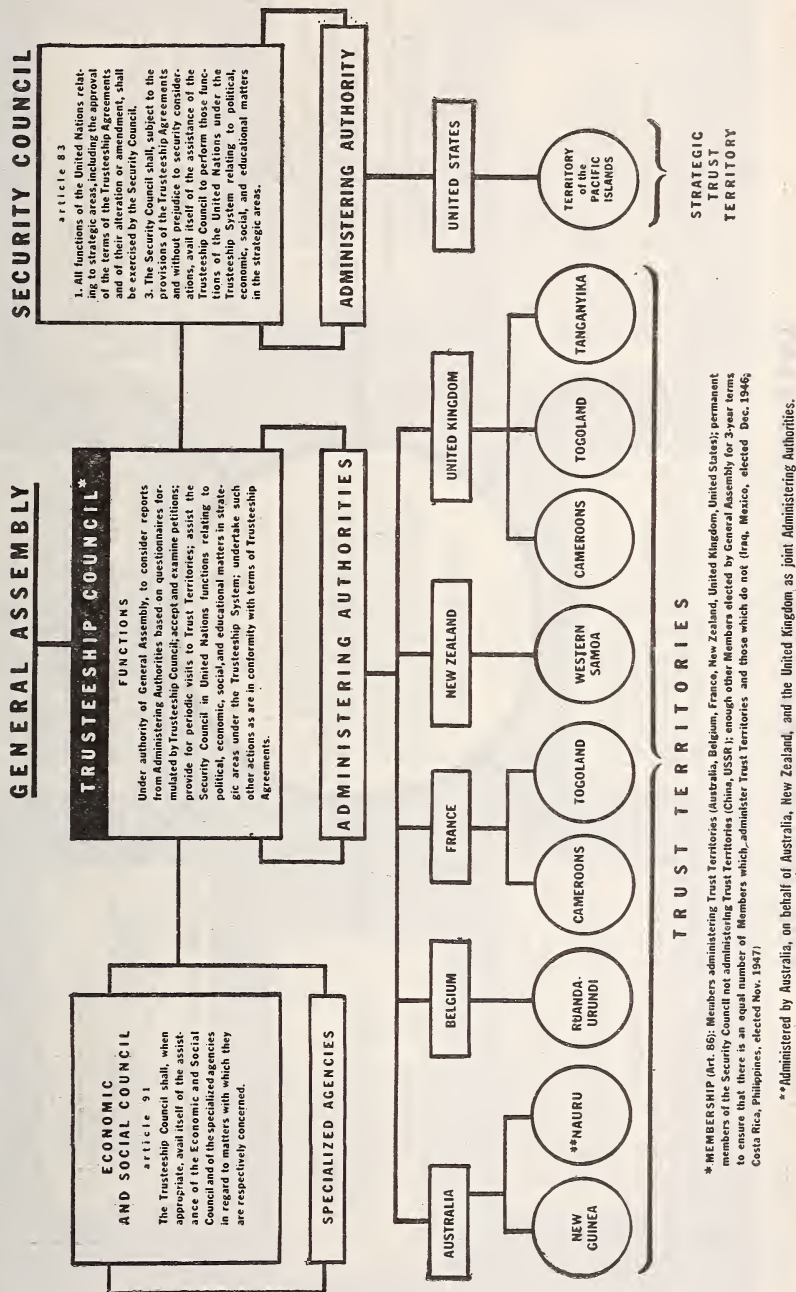 GENERAL ASSEMBLY
SECURITY COUNCIL
ECONOMIC
AND SOCIAL COUNCIL
article 91
The Trusteeship Council shall, when
appropriate, avail itself of the assist-
ance of the Economic and Social
Council and of the specialized agencies
in regard to matters with which they
are respectively concerned.
SPECIALIZED AGENCIES
TRUSTEESHIP COUNCIL*
FUNCTIONS
Under authority of General Assembly, to consider reports
from Administering Authorities based on questionnaires for-
mulated by Trusteeship Council; accept and examine petitions;
provide for periodic visits to Trust Territories; assist the
Security Council in United Nations functions relating to
political, economic, social, and educational matters in strate-
gic areas under the Trusteeship System; undertake such
other actions as are in conformity with terms of Trusteeship
Agreements.
ADMINISTERING AUTHORITIES
article 83
1. All functions of the United Nations relat-
ing to strategic areas, including the approval
of the terms of the Trusteeship Agreements
and of their alteration or amendment, shall
be exercised by the Security Council.
3. The Security Council shall, subject to the
provisions of the Trusteeship Agreements
and without prejudice to security consider-
ations, avail itself of the assistance of the
Trusteeship Council to perform those func-
tions of the United Nations under the
Trusteeship System relating to political,
economic, social, and educational matters
in the strategic areas.
ADMINISTERING AUTHORITY
AUSTRALIA
BELGIUM
FRANCE
NEW ZEALAND
UNITED KINGDOM
UNITED STATES
NEW
GUINEA
**NAURU
RUANDA-
URUNDI
CAMEROONS
TOGOLAND
WESTERN
SAMOA
CAMEROONS
TOGOLAND
TANGANYIKA
TERRITORY
of the
PACIFIC
ISLANDS
TRUST TERRITORIES
STRATEGIC
TRUST
TERRITORY
*MEMBERSHIP (Art. 86): Members administering Trust Territories (Australia, Belgium, France, New Zealand, United Kingdom, United States); permanent
members of the Security Council not administering Trust Territories (China, USSR); enough other Members elected by General Assembly for 3-year terms
to ensure that there is an equal number of Members which administer Trust Territories and those which do not (Iraq, Mexico, elected Dec. 1946;
Costa Rica, Philippines, elected Nov. 1947)
**Administered by Australia, on behalf of Australia, New Zealand, and the United Kingdom as joint Administering Authorities.